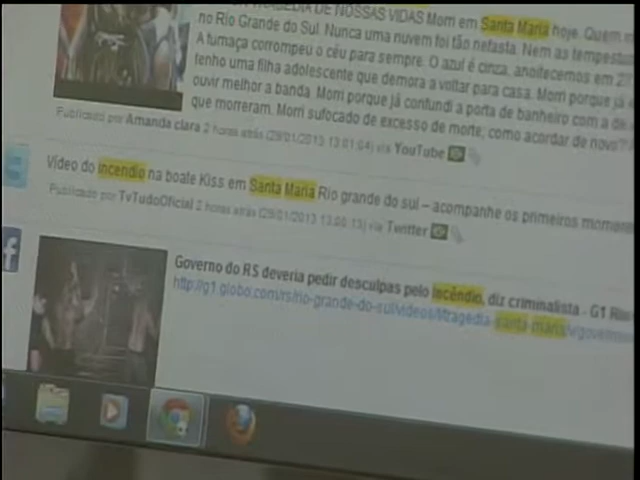 TRAGÉDIA DE NOSSAS VIDAS Morri em Santa Maria hoje. Quem
no Rio Grande do Sul. Nunca uma nuvem foi tão nefasta. Nem as tempestu
A fumaça corrompeu o céu para sempre. O azul é cinza, anoitecemos em 27
tenho uma filha adolescente que demora a voltar para casa. Morri porque já
ouvir melhor a banda. Morri porque já confundi a porta de banheiro com a de
que morreram. Morri sufocado de excesso de morte; como acordar de novo?
Publicado por Amanda clara 2 horas atrás (29/01/2013 13:01:04) via YouTube
Vídeo do incendio na boate Kiss em Santa Maria Rio grande do sul – acompanhe os primeiros momen
Publicado por TvTudoOficial 2 horas atrás (29/01/2013 13:00:13) via Twitter
Governo do RS deveria pedir desculpas pelo incêndio, diz criminalista - G1 Rio
http://g1.globo.com/rs/rio-grande-do-sul/videos/t/tragedia-santa-maria/v/govern